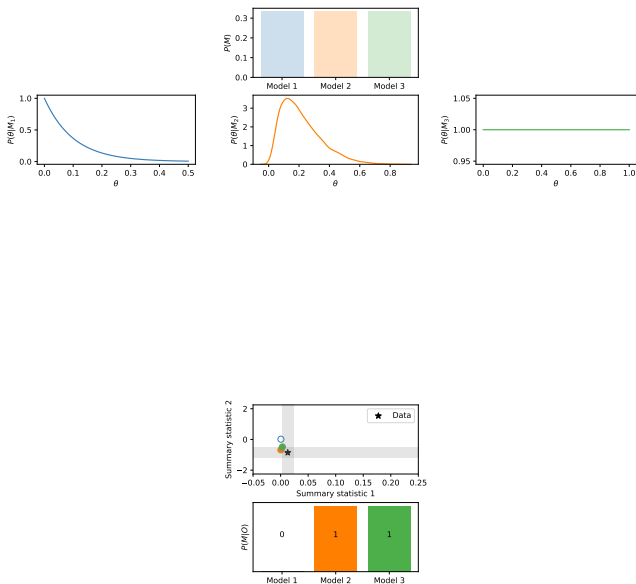 P(M)
0.3
0.2
0.1
0.0
Model 1 Model 2 Model 3
P(θ|M₁)
1.0
0.5
0.0
0.0 0.1 0.2 0.3 0.4 0.5
θ
P(θ|M₂)
3
2
1
0
0.0 0.2 0.4 0.6 0.8
θ
P(θ|M₃)
1.05
1.00
0.95
0.0 0.2 0.4 0.6 0.8 1.0
θ
Summary statistic 2
2
0
−2
Data
−0.05 0.00 0.05 0.10 0.15 0.20 0.25
Summary statistic 1
P(M|O)
0 1 1
Model 1 Model 2 Model 3